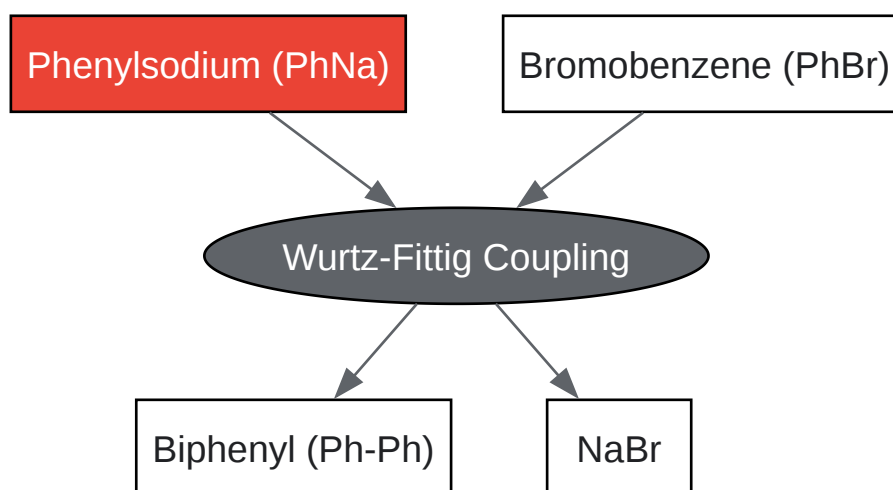 Phenylsodium (PhNa)
Bromobenzene (PhBr)
Wurtz-Fittig Coupling
Biphenyl (Ph-Ph)
NaBr